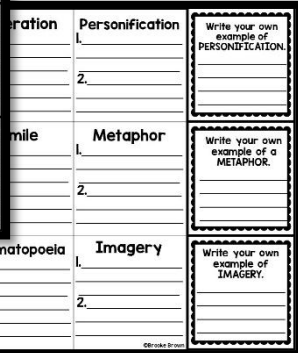 eration
Personification
1.
2.
Write your own
example of
PERSONIFICATION.
mile
Metaphor
1.
2.
Write your own
example of a
METAPHOR.
matopoeia
Imagery
1.
2.
Write your own
example of
IMAGERY.
©Brooke Brown